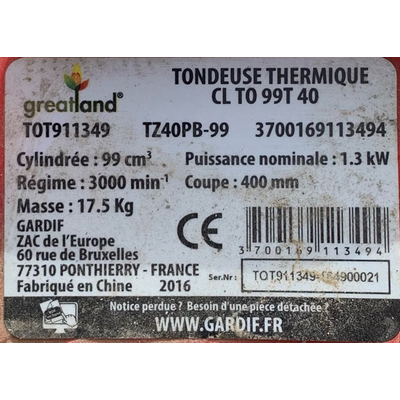 greatland®
TONDEUSE THERMIQUE
CL TO 99T 40
TOT911349 TZ40PB-99 3700169113494
Cylindrée : 99 cm³ Puissance nominale : 1.3 kW
Régime : 3000 min⁻¹ Coupe : 400 mm
Masse : 17.5 Kg
GARDIF
ZAC de l'Europe
60 rue de Bruxelles
77310 PONTHIERRY - FRANCE
Fabriqué en Chine 2016
CE
3 700149 113494
Ser.Nr :
Notice perdue ? Besoin d'une pièce détachée ?
WWW.GARDIF.FR